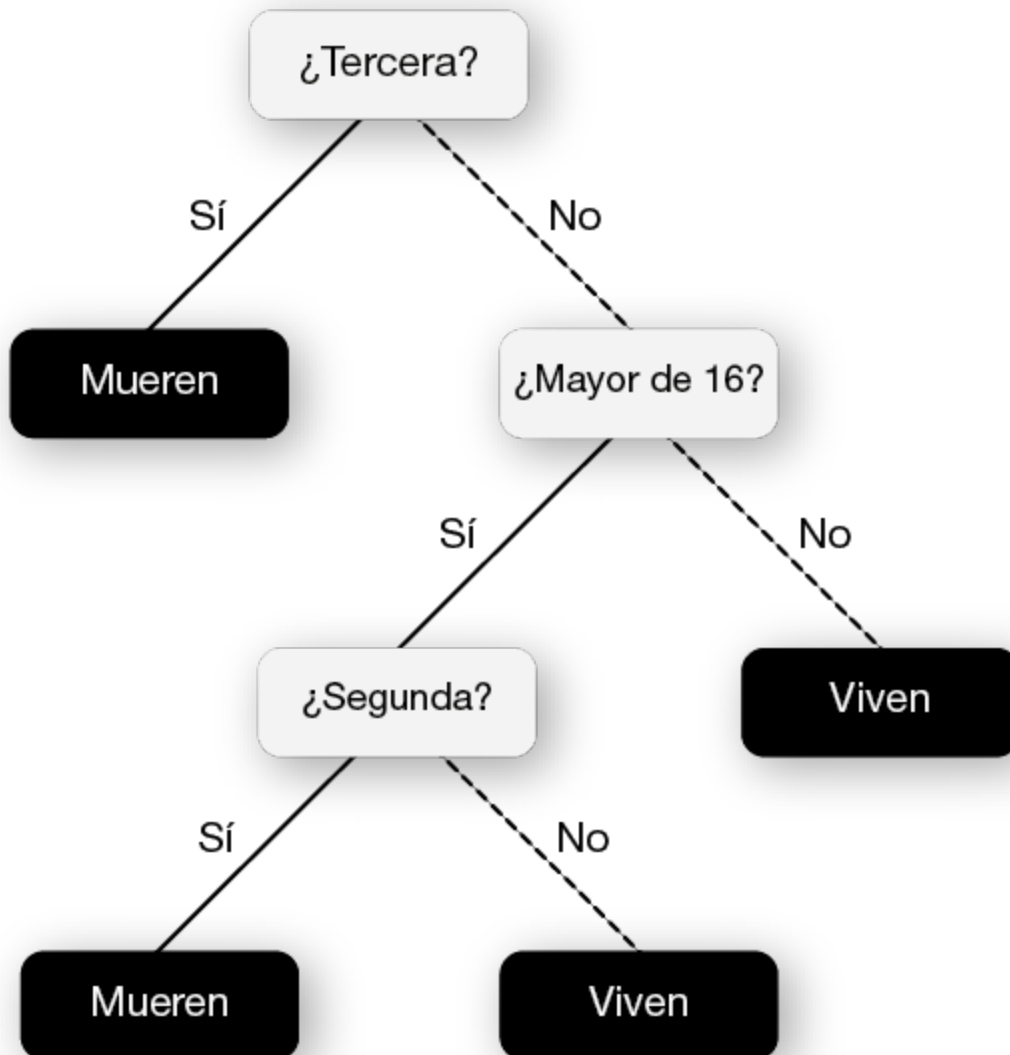 ¿Tercera?
Sí
No
Mueren
¿Mayor de 16?
Sí
No
¿Segunda?
Viven
Sí
No
Mueren
Viven